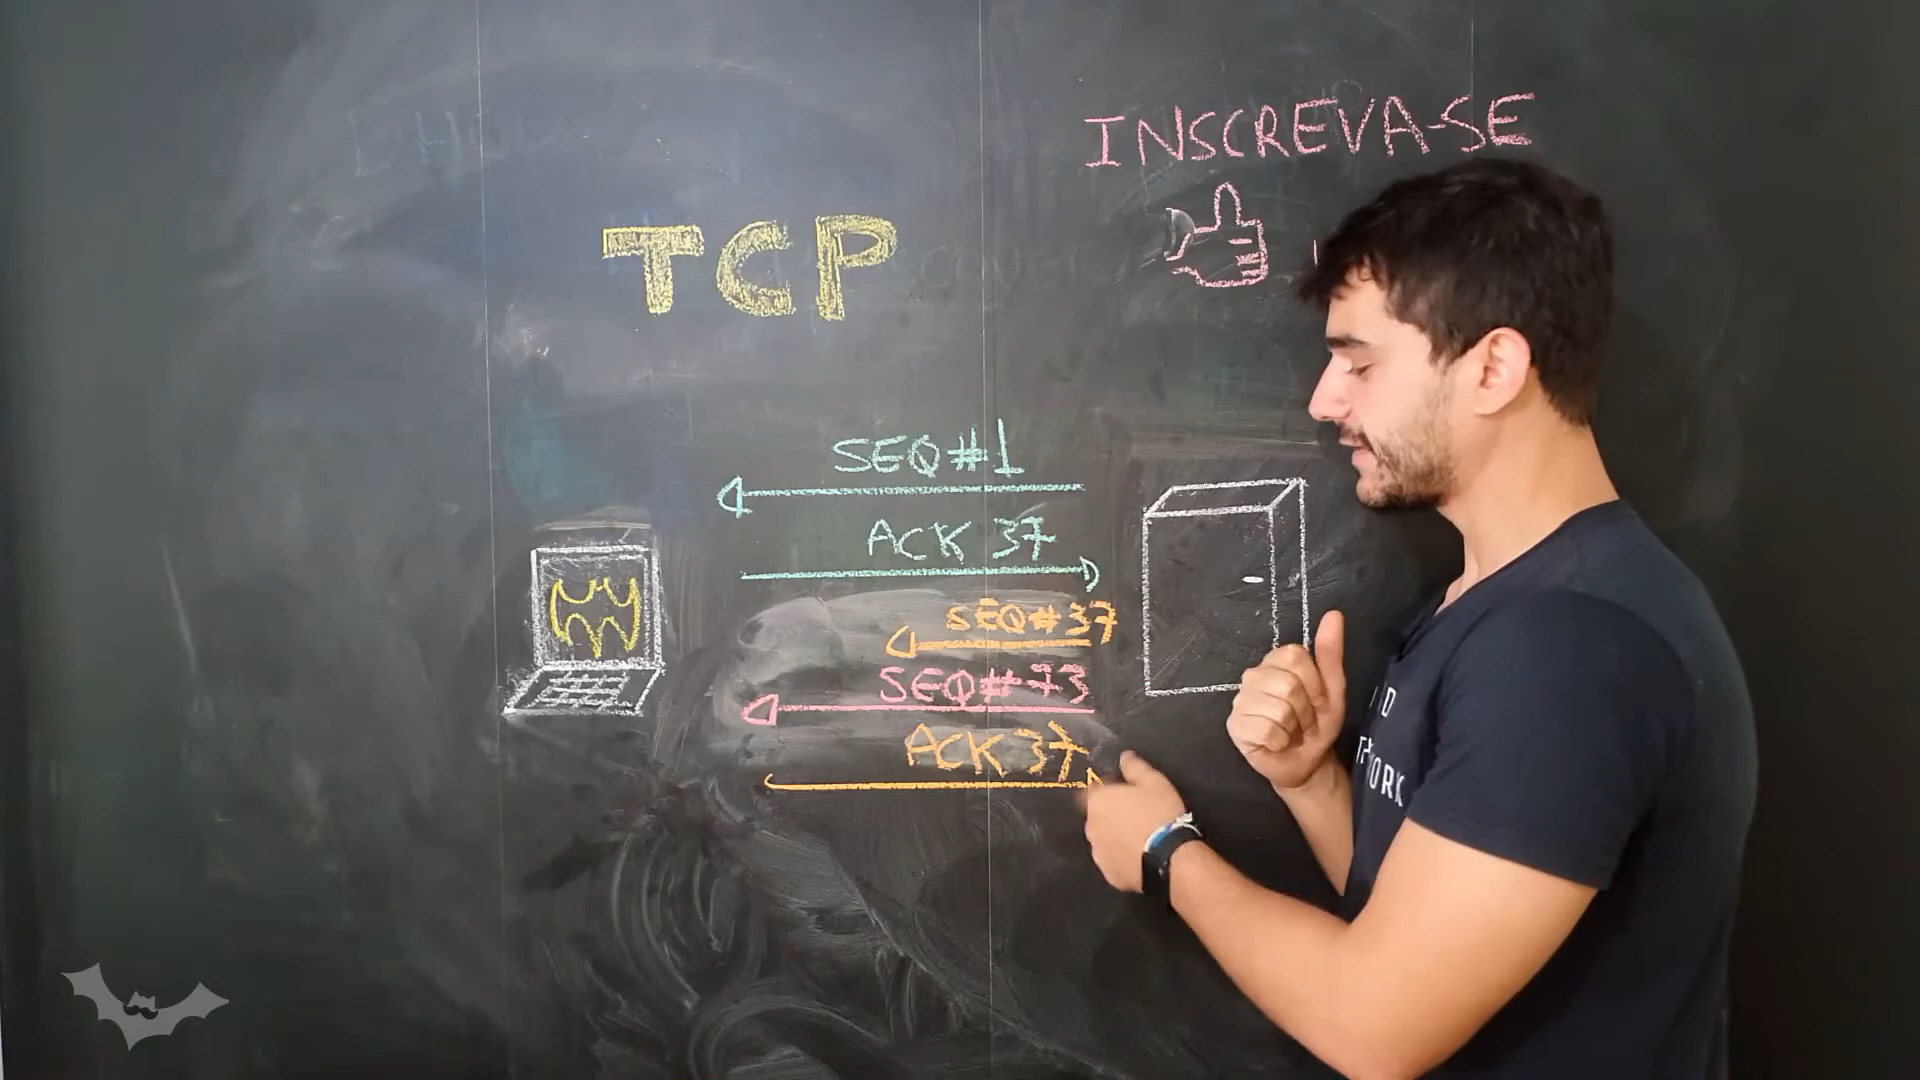 INSCREVA-SE
TCP
SEQ#1
ACK 37
SEQ#37
SEQ#73
ACK 37